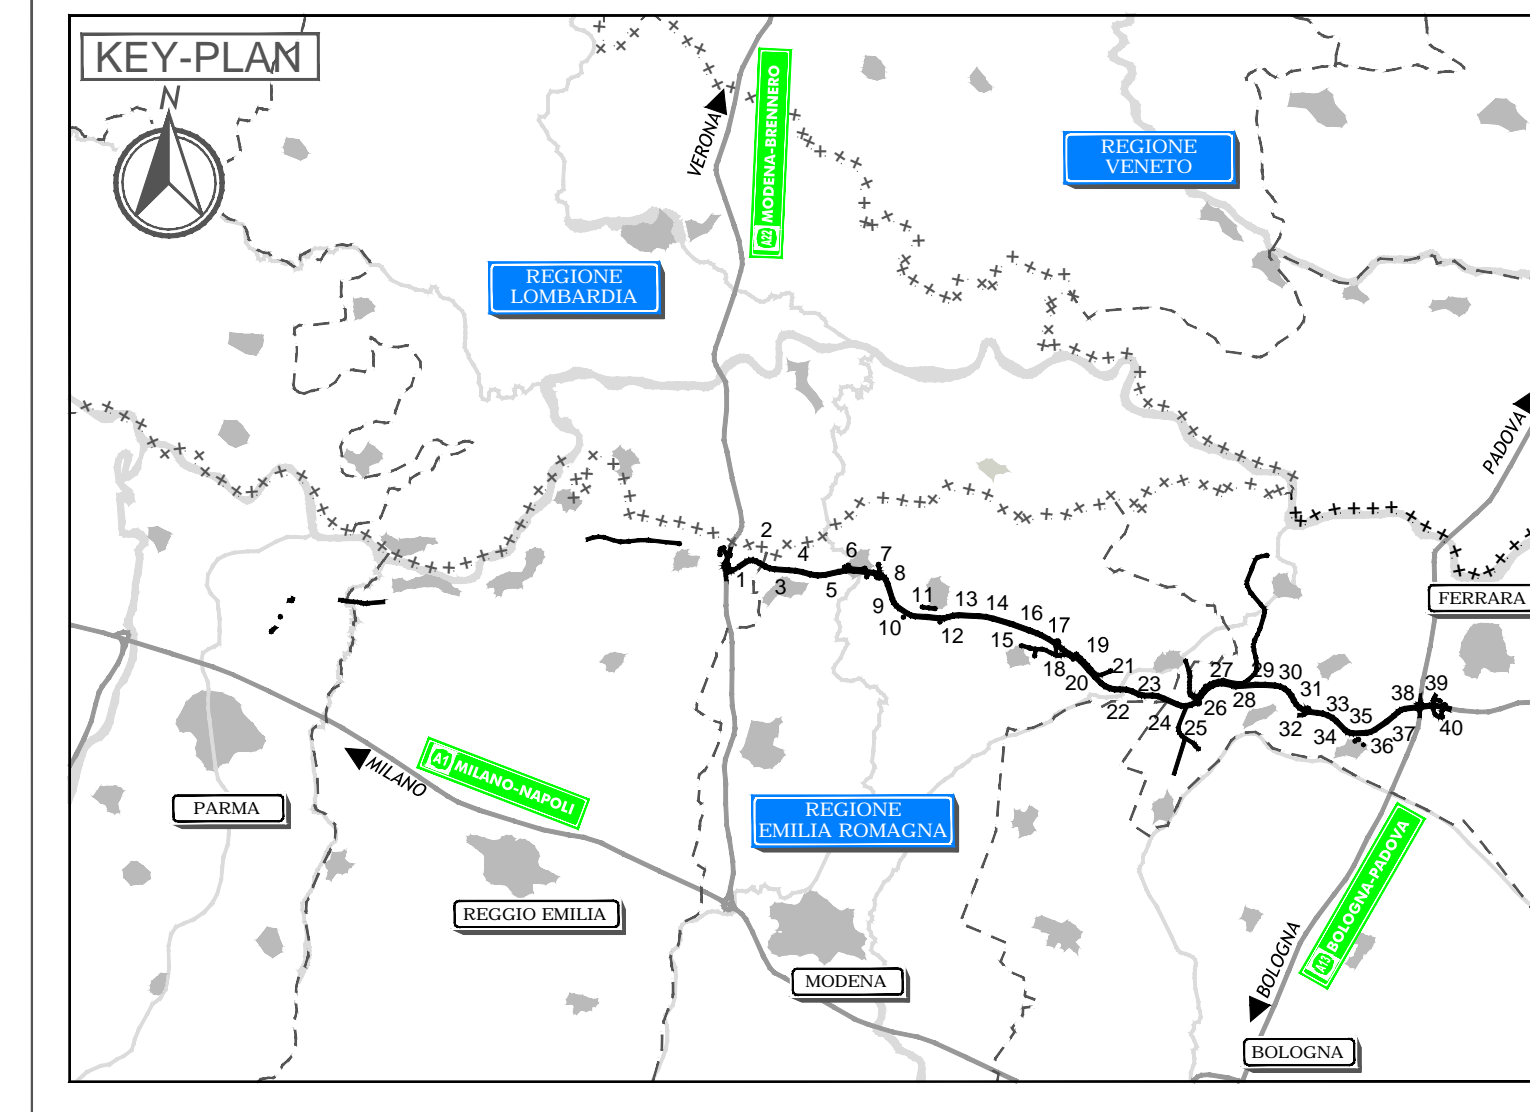 KEY-PLAN
N
VERONA
A22 MODENA-BRENNERO
REGIONE
VENETO
REGIONE
LOMBARDIA
PADOVA
FERRARA
1
2
3
4
5
6
7
8
9
10
11
12
13
14
15
16
17
18
19
20
21
22
23
24
25
26
27
28
29
30
31
32
33
34
35
36
37
38
39
40
MILANO
A1 MILANO-NAPOLI
PARMA
REGIONE
EMILIA ROMAGNA
REGGIO EMILIA
MODENA
A13 BOLOGNA-PADOVA
BOLOGNA
BOLOGNA